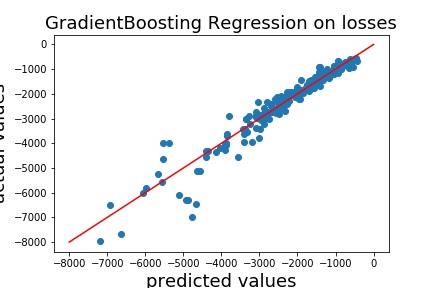 GradientBoosting Regression on losses
0
−1000
−2000
−3000
−4000
−5000
−6000
−7000
−8000
actual values
−8000 −7000 −6000 −5000 −4000 −3000 −2000 −1000 0
predicted values